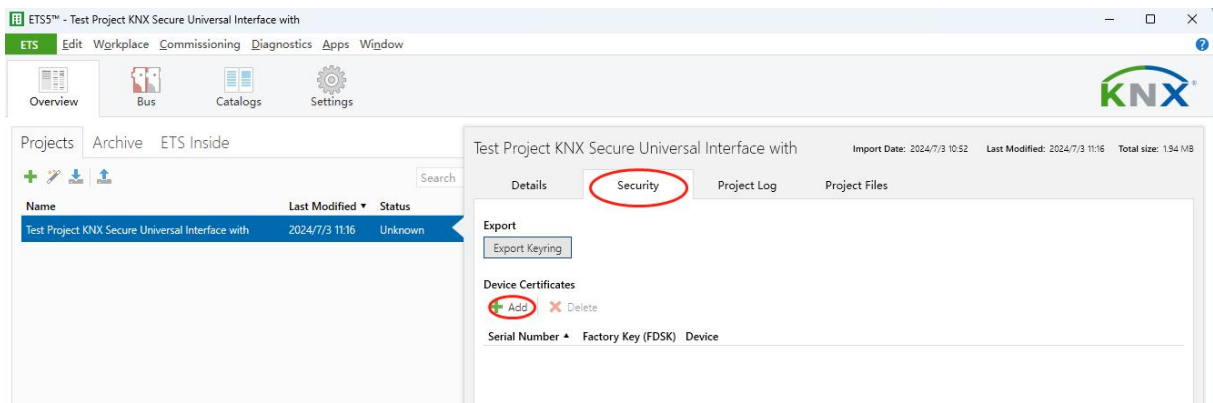 ETS5™ - Test Project KNX Secure Universal Interface with
ETS Edit Workplace Commissioning Diagnostics Apps Window
Overview Bus Catalogs Settings
KNX®
Projects Archive ETS Inside
Search
Name Last Modified Status
Test Project KNX Secure Universal Interface with 2024/7/3 11:16 Unknown
Test Project KNX Secure Universal Interface with Import Date: 2024/7/3 10:52 Last Modified: 2024/7/3 11:16 Total size: 1.94 MB
Details Security Project Log Project Files
Export
Export Keyring
Device Certificates
Add Delete
Serial Number Factory Key (FDSK) Device